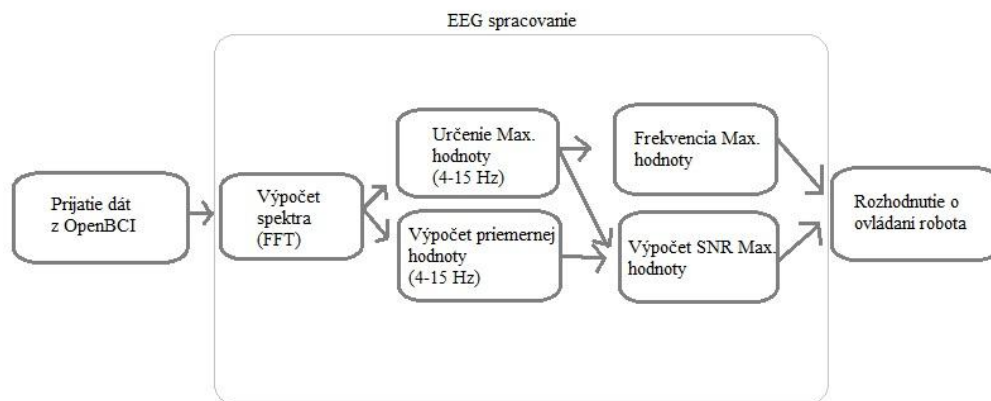 EEG spracovanie
Prijatie dát
z OpenBCI
Výpočet
spektra
(FFT)
Určenie Max.
hodnoty
(4-15 Hz)
Výpočet priemernej
hodnoty
(4-15 Hz)
Frekvencia Max.
hodnoty
Výpočet SNR Max.
hodnoty
Rozhodnutie o
ovládani robota